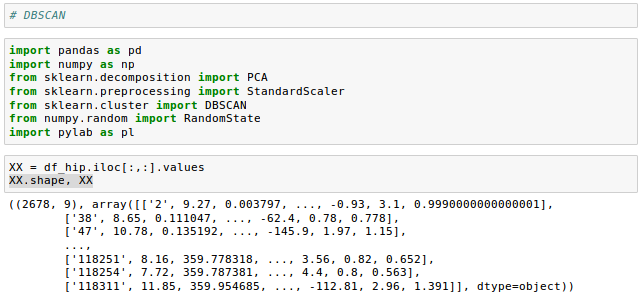 # DBSCAN
import pandas as pd
import numpy as np
from sklearn.decomposition import PCA
from sklearn.preprocessing import StandardScaler
from sklearn.cluster import DBSCAN
from numpy.random import RandomState
import pylab as pl
XX = df_hip.iloc[:,:].values
XX.shape, XX
((2678, 9), array([['2', 9.27, 0.003797, ..., -0.93, 3.1, 0.9990000000000001],
['38', 8.65, 0.111047, ..., -62.4, 0.78, 0.778],
['47', 10.78, 0.135192, ..., -145.9, 1.97, 1.15],
...,
['118251', 8.16, 359.778318, ..., 3.56, 0.82, 0.652],
['118254', 7.72, 359.787381, ..., 4.4, 0.8, 0.563],
['118311', 11.85, 359.954685, ..., -112.81, 2.96, 1.391]], dtype=object))